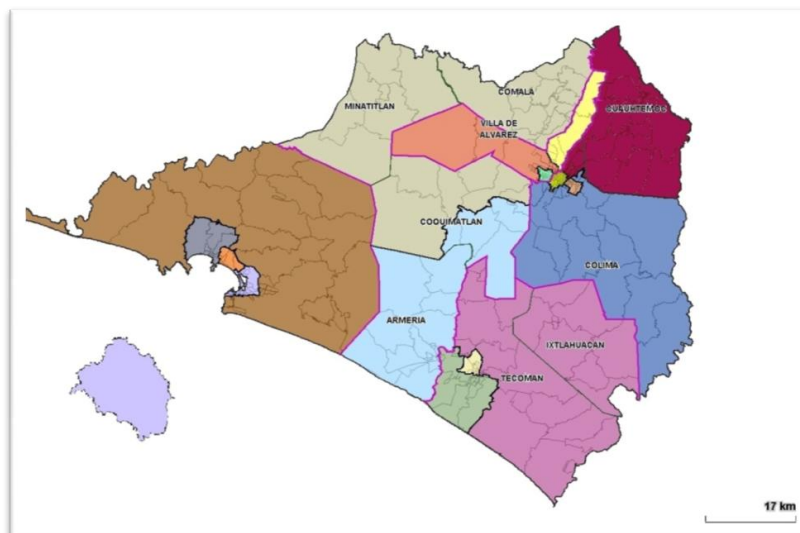 COMALA
MINATITLAN
CUAUHTEMOC
VILLA DE
ALVAREZ
COQUIMATLAN
COLIMA
ARMERIA
IXTLAHUACAN
TECOMAN
17 km